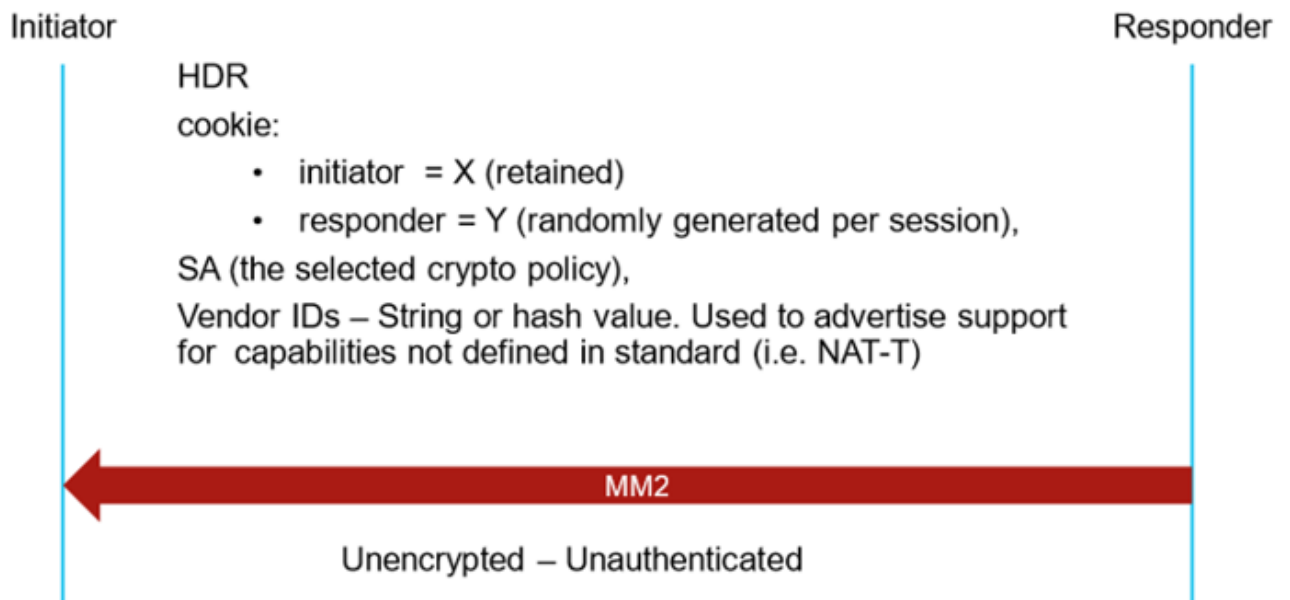 Initiator
Responder
HDR
cookie:
• initiator = X (retained)
• responder = Y (randomly generated per session),
SA (the selected crypto policy),
Vendor IDs – String or hash value. Used to advertise support
for capabilities not defined in standard (i.e. NAT-T)
MM2
Unencrypted – Unauthenticated